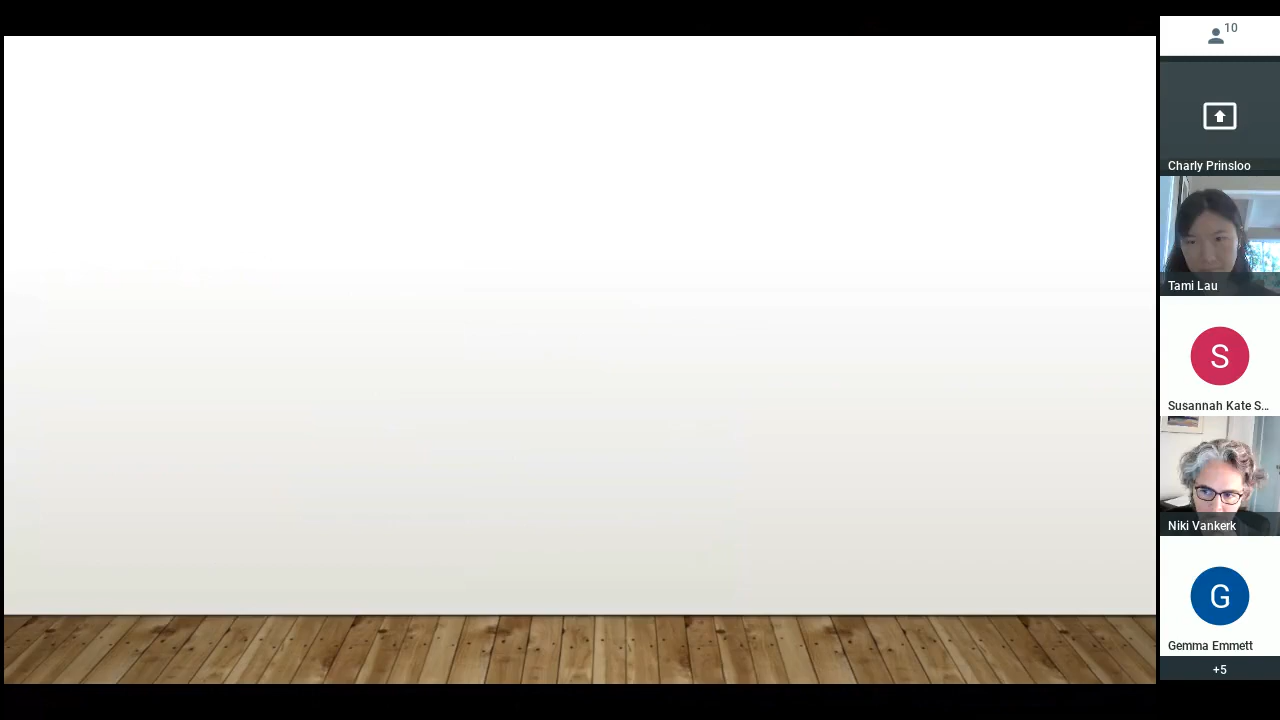 10
Charly Prinsloo
Tami Lau
S
Susannah Kate S...
Niki Vankerk
G
Gemma Emmett
+5